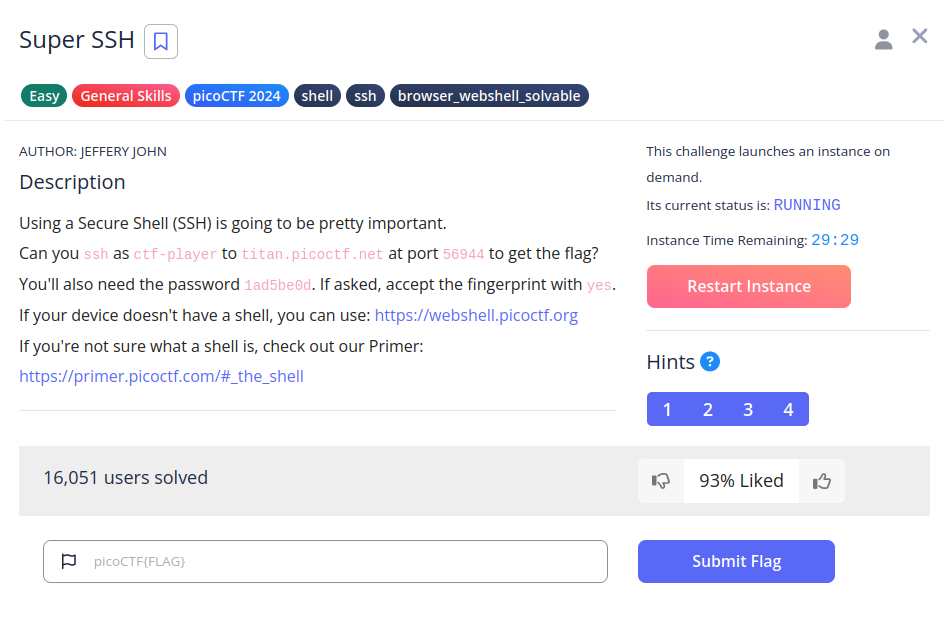 Super SSH
Easy General Skills picoCTF 2024 shell ssh browser_webshell_solvable
AUTHOR: JEFFERY JOHN
Description
Using a Secure Shell (SSH) is going to be pretty important.
Can you ssh as ctf-player to titan.picoctf.net at port 56944 to get the flag?
You'll also need the password 1ad5be0d. If asked, accept the fingerprint with yes.
If your device doesn't have a shell, you can use: https://webshell.picoctf.org
If you're not sure what a shell is, check out our Primer:
https://primer.picoctf.com/#_the_shell
This challenge launches an instance on
demand.
Its current status is: RUNNING
Instance Time Remaining: 29:29
Restart Instance
Hints ?
1 2 3 4
16,051 users solved
93% Liked
picoCTF{FLAG}
Submit Flag